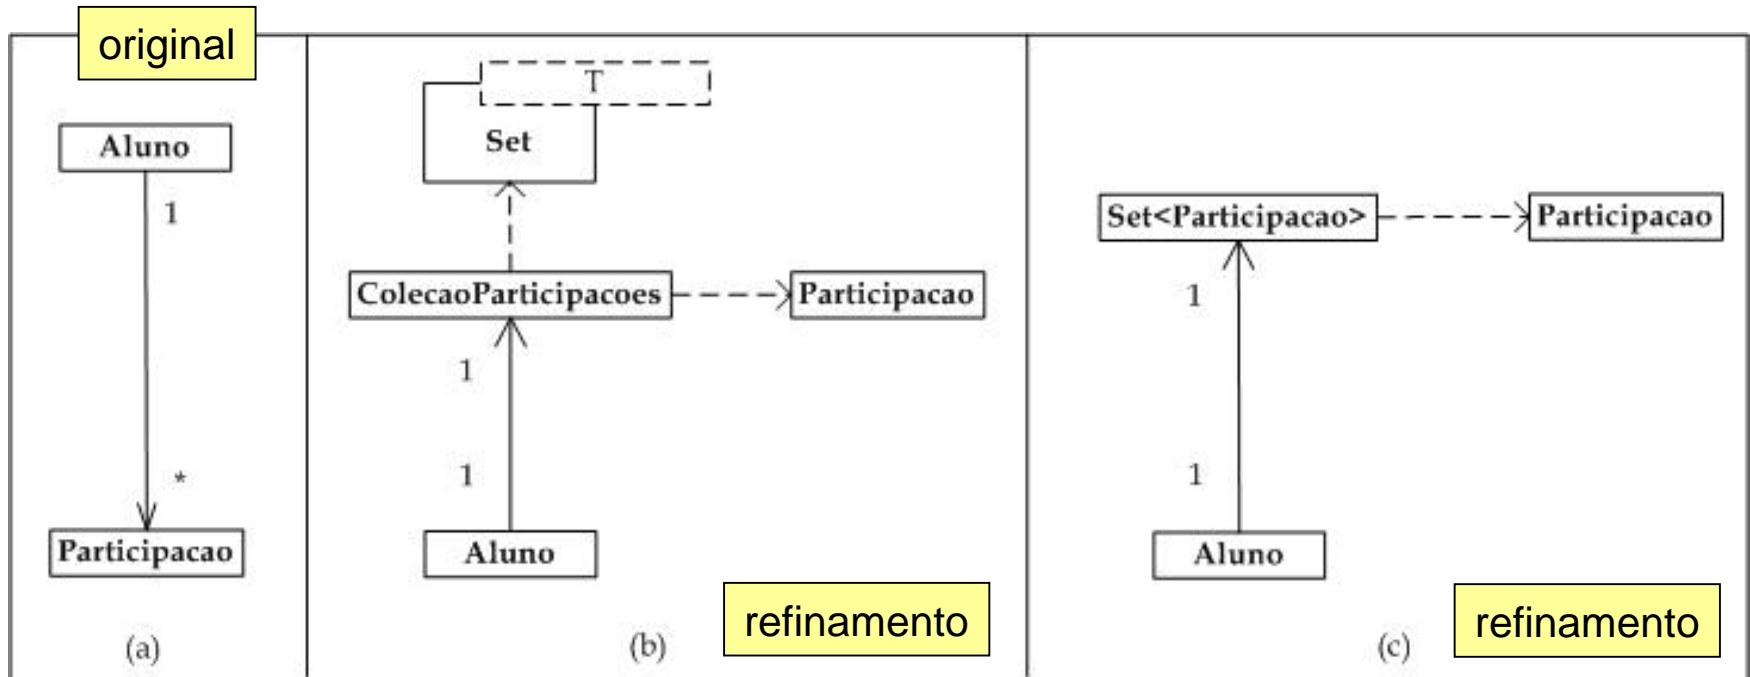 original
Aluno
1
*
Participacao
(a)
T
Set
ColecaoParticipacoes
Participacao
1
1
Aluno
refinamento
(b)
Set<Participacao>
Participacao
1
1
Aluno
refinamento
(c)